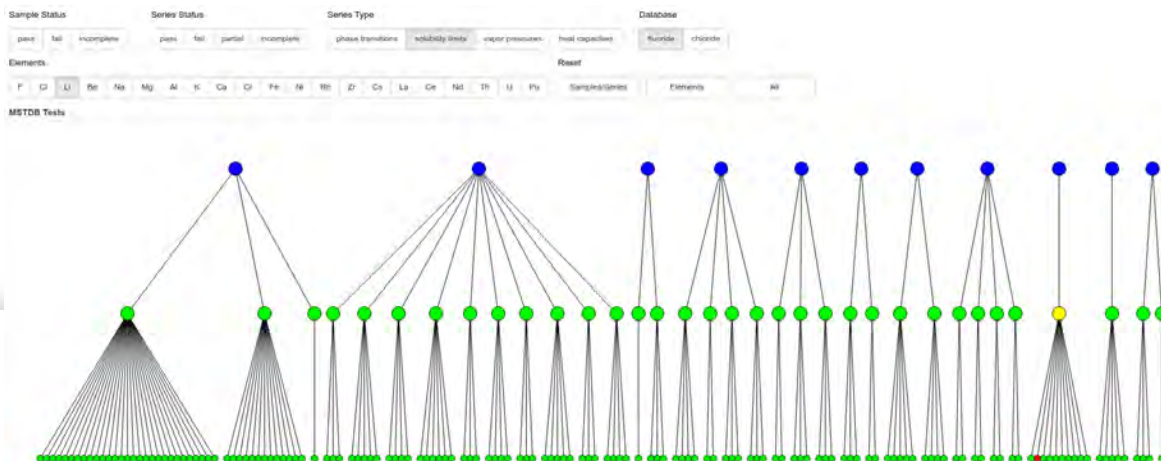 Sample Status Series Status Series Type Database
pass fail incomplete pass fail partial incomplete phase transitions solubility limits vapor pressures heat capacities fluoride chloride
Elements Reset
F Cl Li Be Na Mg Al K Ca Cr Fe Ni Rb Zr Cs La Ce Nd Th U Pu Samples/Series Elements All
MSTDB Tests